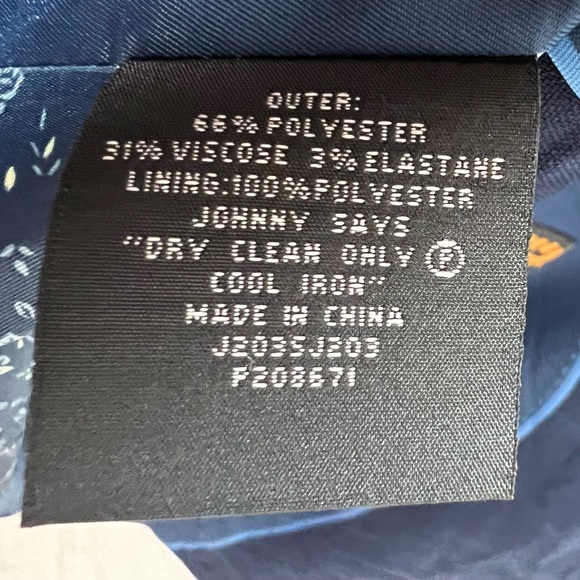 OUTER:
66% POLYESTER
31% VISCOSE 3% ELASTANE
LINING:100%POLYESTER
JOHNNY SAYS
"DRY CLEAN ONLY Ⓟ
COOL IRON"
MADE IN CHINA
J2035J203
P208671